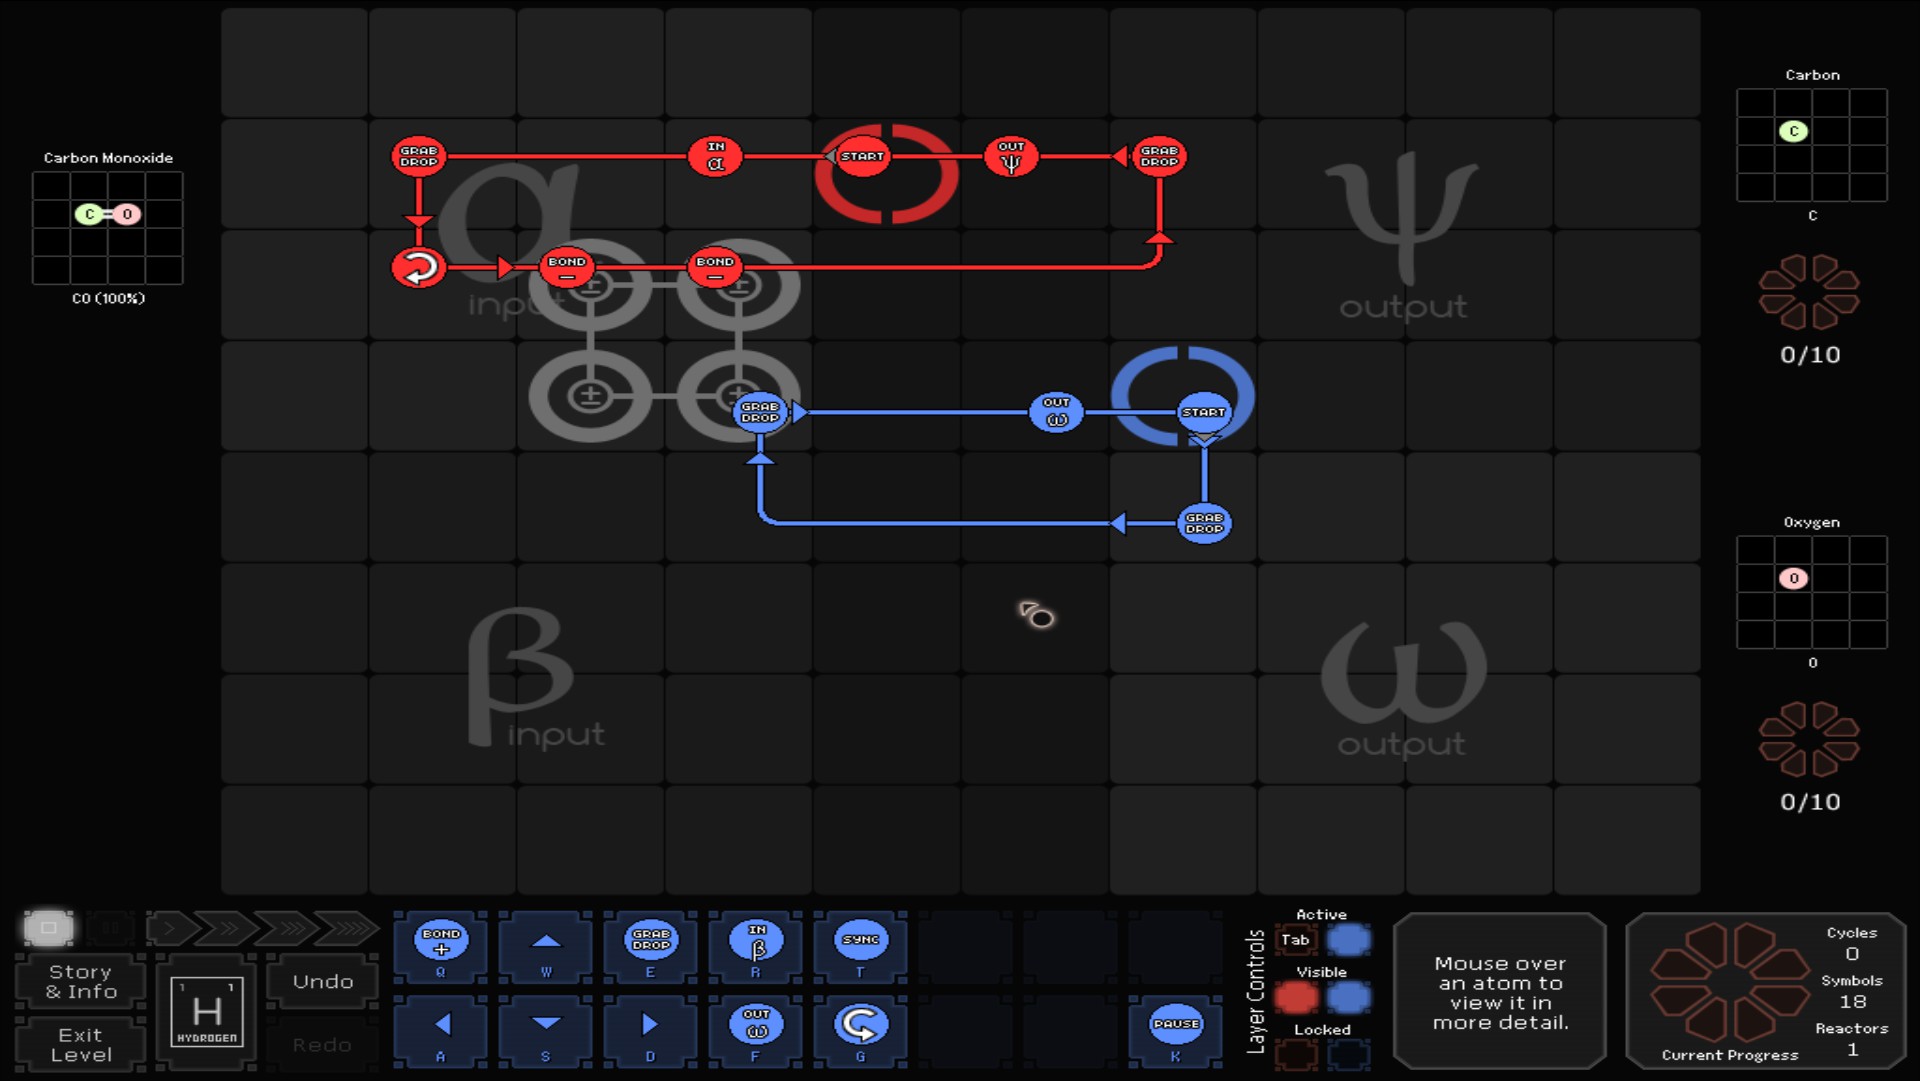 Carbon Monoxide
C O
CO (100%)
GRAB
DROP
IN
α
START
OUT
ψ
GRAB
DROP
α
input
BOND
−
BOND
−
±
±
±
±
ψ
output
GRAB
DROP
OUT
ω
START
GRAB
DROP
β
input
ω
output
Carbon
C
C
0/10
Oxygen
O
O
0/10
Story
& Info
Exit
Level
1 1
H
HYDROGEN
Undo
Redo
BOND
+
Q
W
GRAB
DROP
E
IN
β
R
SYNC
T
A
S
D
OUT
ω
F
G
PAUSE
K
Layer Controls
Active
Tab
Visible
Locked
Mouse over
an atom to
view it in
more detail.
Cycles
0
Symbols
18
Reactors
1
Current Progress